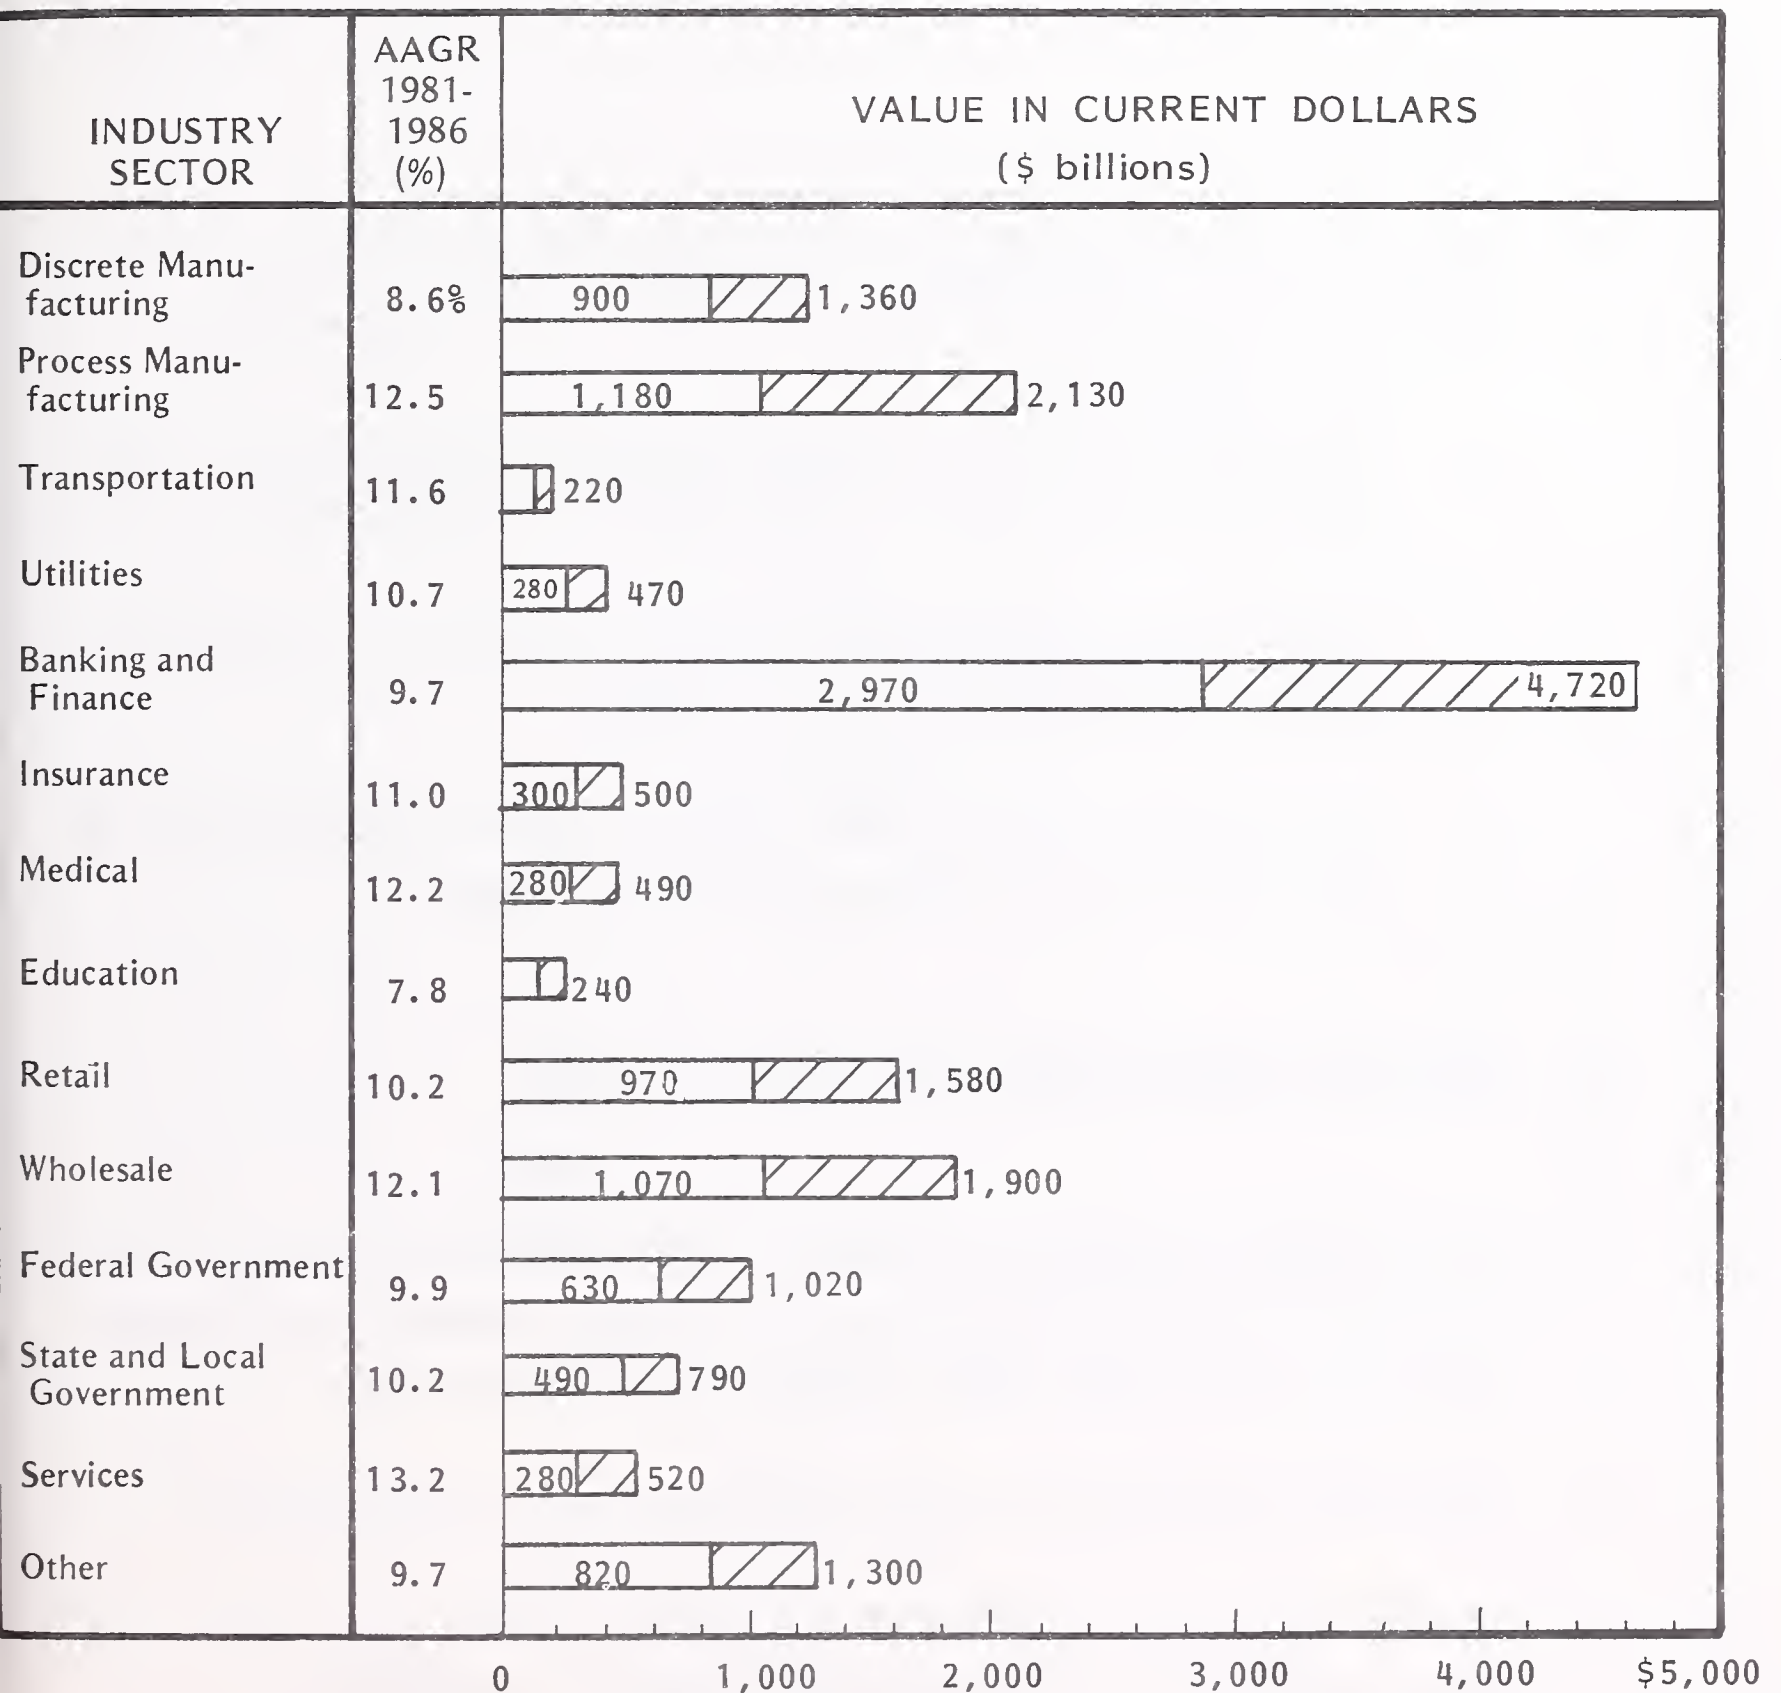 INDUSTRY
SECTOR
AAGR
1981-
1986
(%)
VALUE IN CURRENT DOLLARS
($ billions)
Discrete Manu-
facturing
8.6%
900
1,360
Process Manu-
facturing
12.5
1,180
2,130
Transportation
11.6
220
Utilities
10.7
280
470
Banking and
Finance
9.7
2,970
4,720
Insurance
11.0
300
500
Medical
12.2
280
490
Education
7.8
240
Retail
10.2
970
1,580
Wholesale
12.1
1,070
1,900
Federal Government
9.9
630
1,020
State and Local
Government
10.2
490
790
Services
13.2
280
520
Other
9.7
820
1,300
0 1,000 2,000 3,000 4,000 $5,000